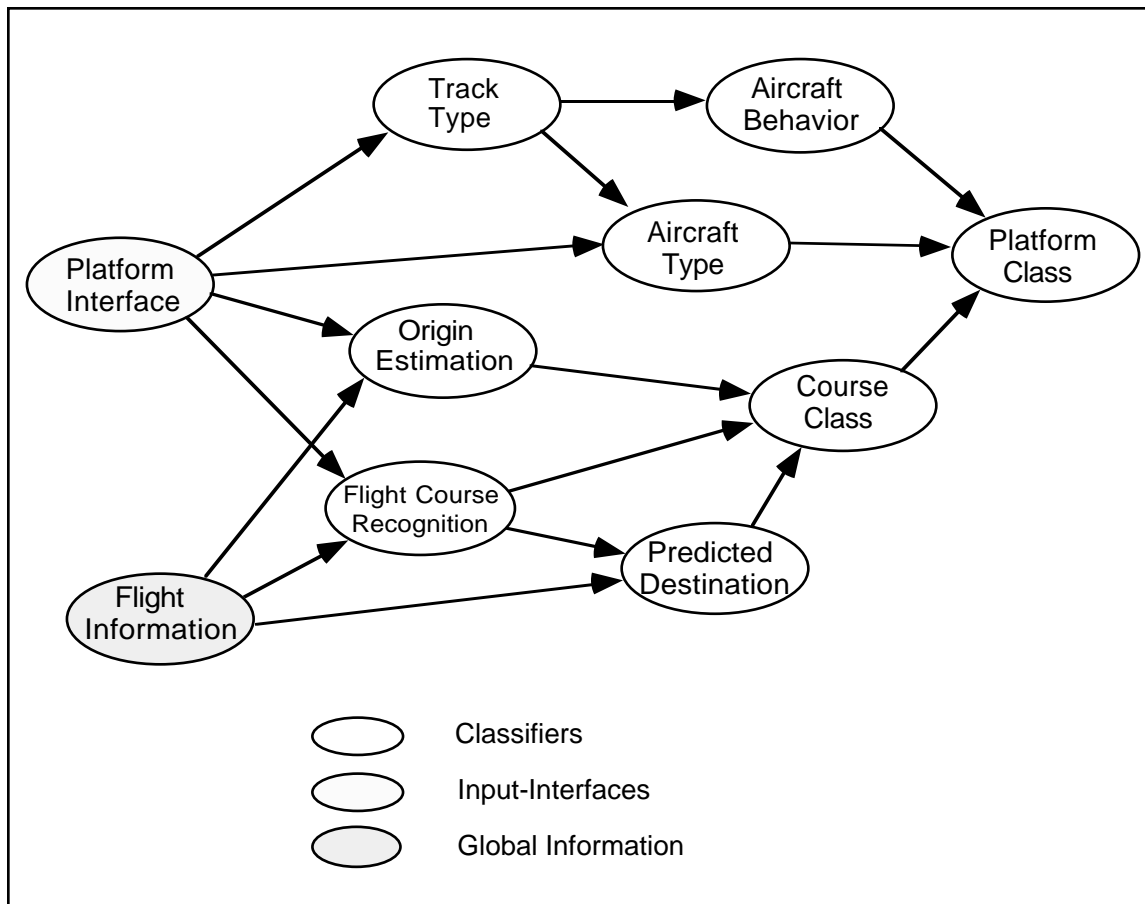 Track
Type
Aircraft
Behavior
Aircraft
Type
Platform
Class
Platform
Interface
Origin
Estimation
Course
Class
Flight Course
Recognition
Predicted
Destination
Flight
Information
Classifiers
Input-Interfaces
Global Information